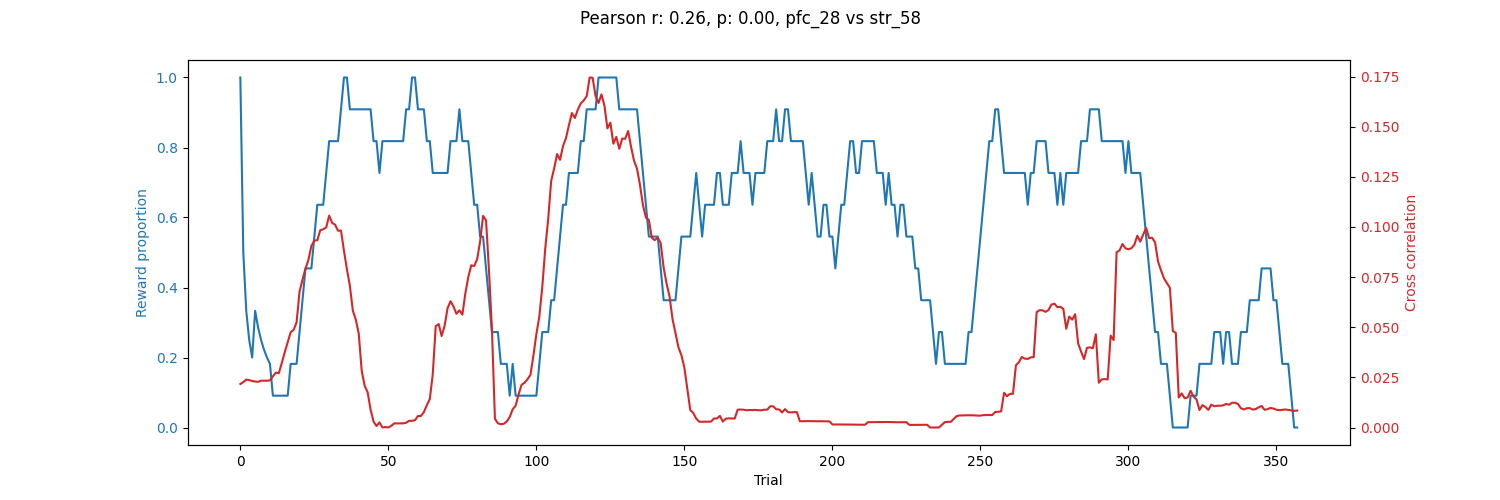 Pearson r: 0.26, p: 0.00, pfc_28 vs str_58
1.0
0.8
0.6
0.4
0.2
0.0
Reward proportion
0.175
0.150
0.125
0.100
0.075
0.050
0.025
0.000
Cross correlation
0 50 100 150 200 250 300 350
Trial